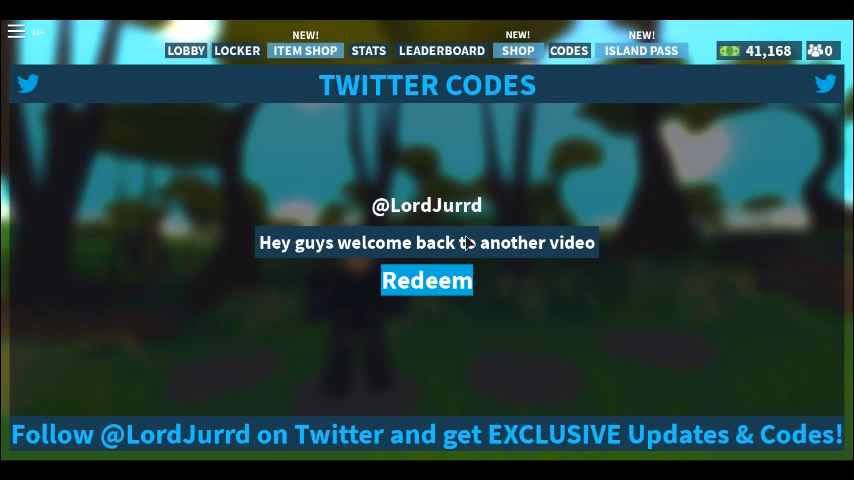 NEW! NEW! NEW!
LOBBY LOCKER ITEM SHOP STATS LEADERBOARD SHOP CODES ISLAND PASS 41,168 0
TWITTER CODES
@LordJurrd
Hey guys welcome back to another video
Redeem
Follow @LordJurrd on Twitter and get EXCLUSIVE Updates & Codes!